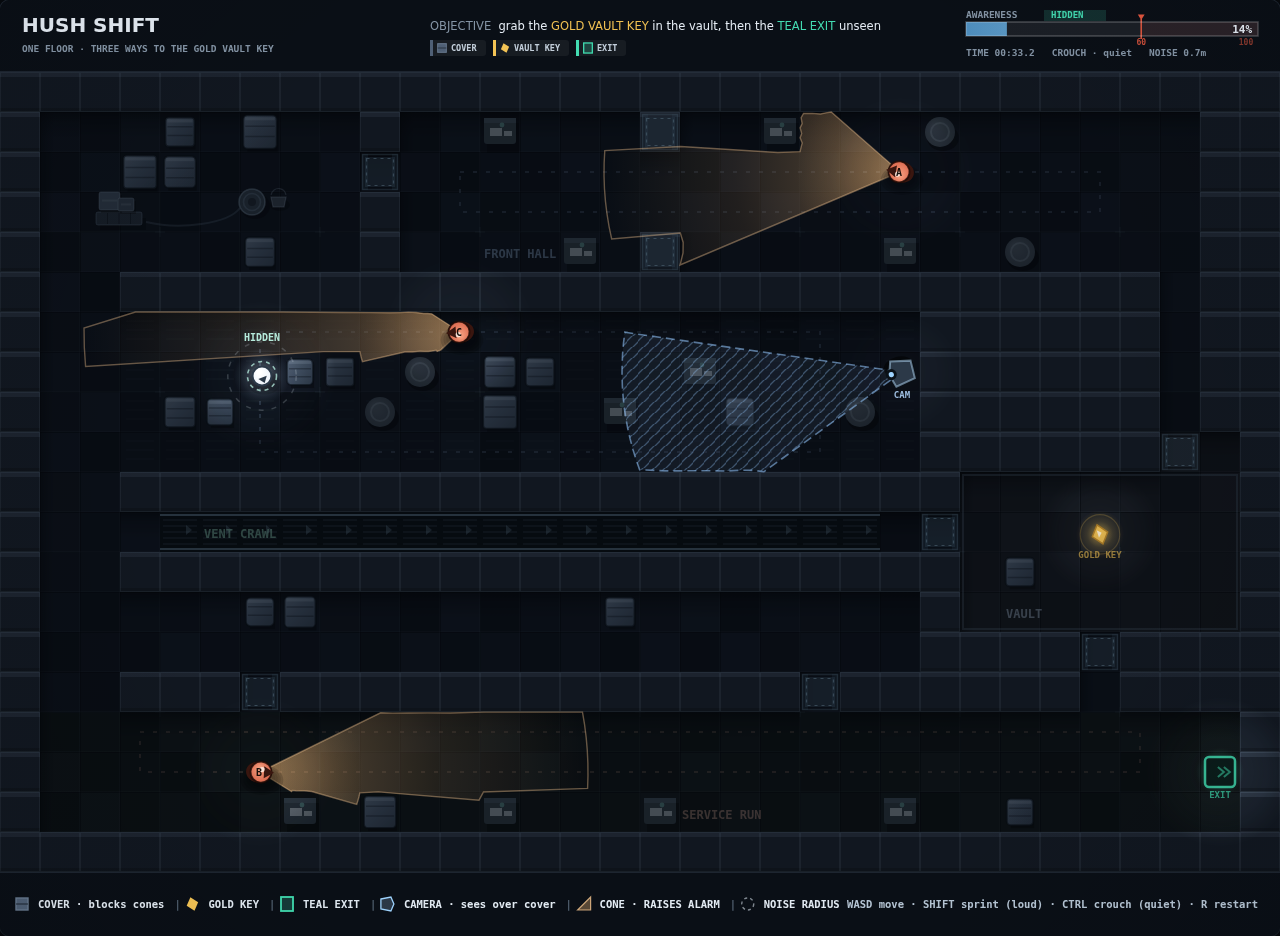 HUSH SHIFT
ONE FLOOR · THREE WAYS TO THE GOLD VAULT KEY
OBJECTIVE grab the GOLD VAULT KEY in the vault, then the TEAL EXIT unseen
COVER VAULT KEY EXIT
AWARENESS HIDDEN
14%
60 100
TIME 00:33.2 CROUCH · quiet NOISE 0.7m
A
FRONT HALL
C
HIDDEN
CAM
VENT CRAWL
GOLD KEY
VAULT
B
EXIT
SERVICE RUN
COVER · blocks cones | GOLD KEY | TEAL EXIT | CAMERA · sees over cover | CONE · RAISES ALARM | NOISE RADIUS WASD move · SHIFT sprint (loud) · CTRL crouch (quiet) · R restart